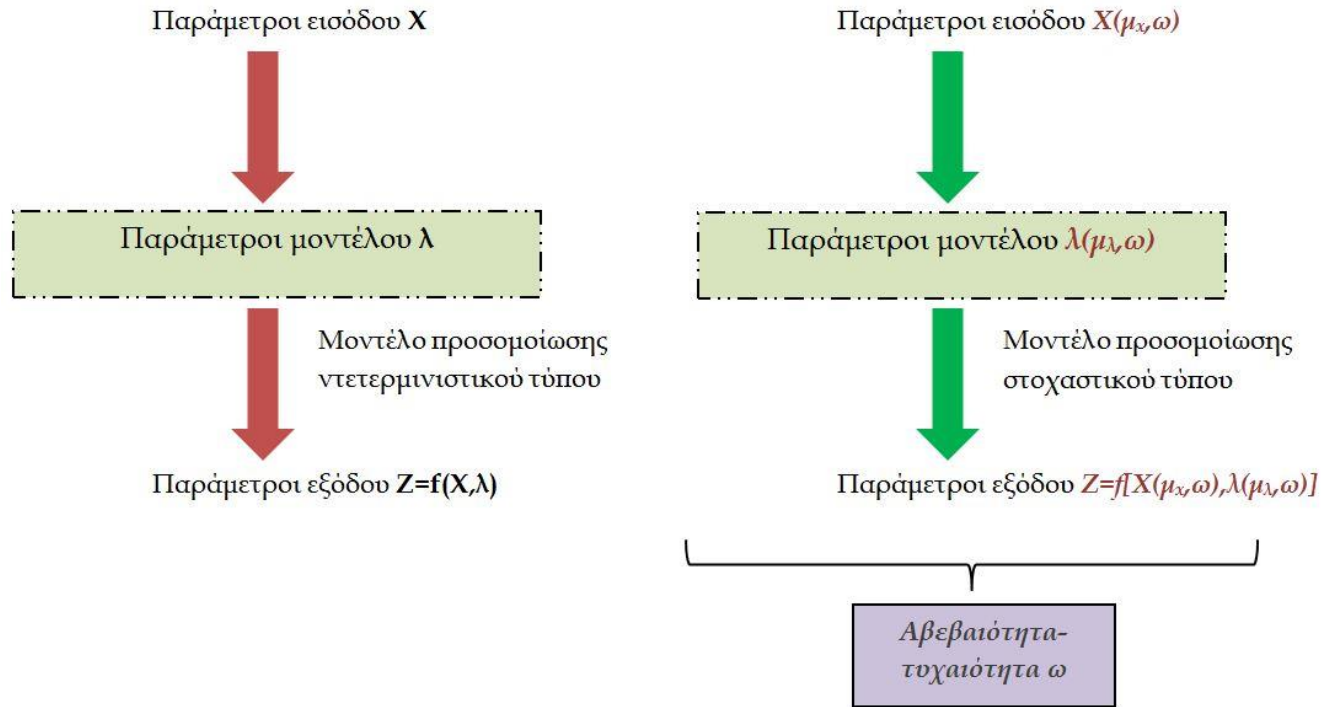 Παράμετροι εισόδου X
Παράμετροι μοντέλου λ
Μοντέλο προσομοίωσης
ντετερμινιστικού τύπου
Παράμετροι εξόδου Z=f(X,λ)
Παράμετροι εισόδου X(μₓ,ω)
Παράμετροι μοντέλου λ(μλ,ω)
Μοντέλο προσομοίωσης
στοχαστικού τύπου
Παράμετροι εξόδου Z=f[X(μₓ,ω),λ(μλ,ω)]
Αβεβαιότητα-
τυχαιότητα ω